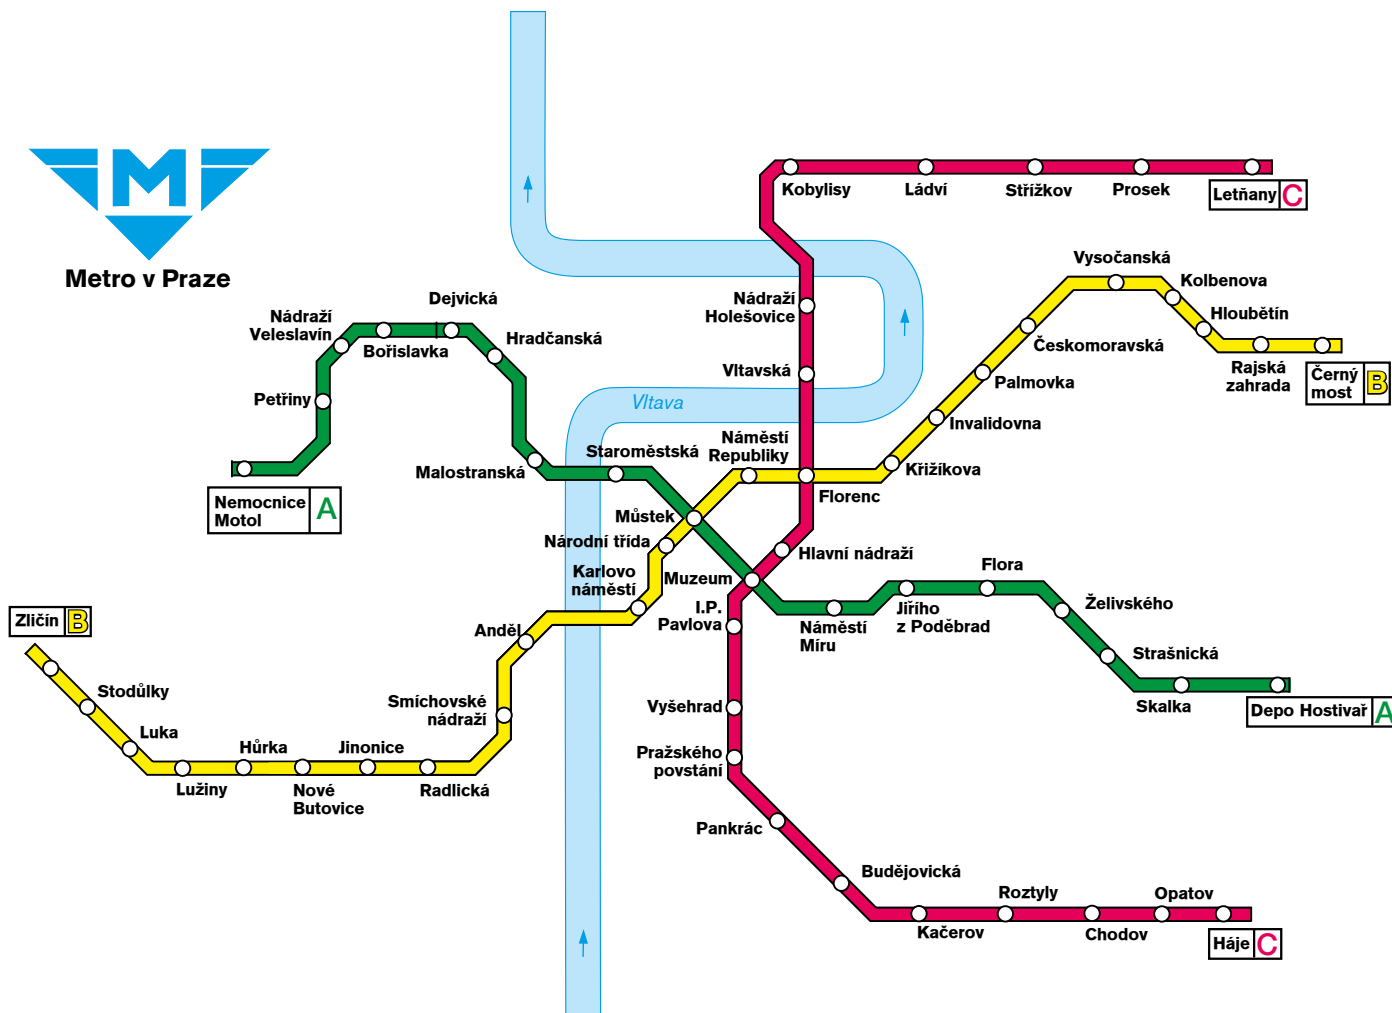 M
Metro v Praze
Kobylisy
Ládví
Střížkov
Prosek
Letňany C
Vysočanská
Kolbenova
Hloubětín
Českomoravská
Rajská
zahrada
Černý
most B
Palmovka
Invalidovna
Křižíkova
Nádraží
Holešovice
Vltavská
Vltava
Dejvická
Nádraží
Veleslavín
Bořislavka
Hradčanská
Petřiny
Nemocnice
Motol A
Malostranská
Staroměstská
Náměstí
Republiky
Florenc
Můstek
Národní třída
Hlavní nádraží
Karlovo
náměstí
Muzeum
I.P.
Pavlova
Náměstí
Míru
Jiřího
z Poděbrad
Flora
Želivského
Strašnická
Skalka
Depo Hostivař A
Zličín B
Stodůlky
Luka
Lužiny
Hůrka
Nové
Butovice
Jinonice
Radlická
Smíchovské
nádraží
Anděl
Vyšehrad
Pražského
povstání
Pankrác
Budějovická
Kačerov
Roztyly
Chodov
Opatov
Háje C